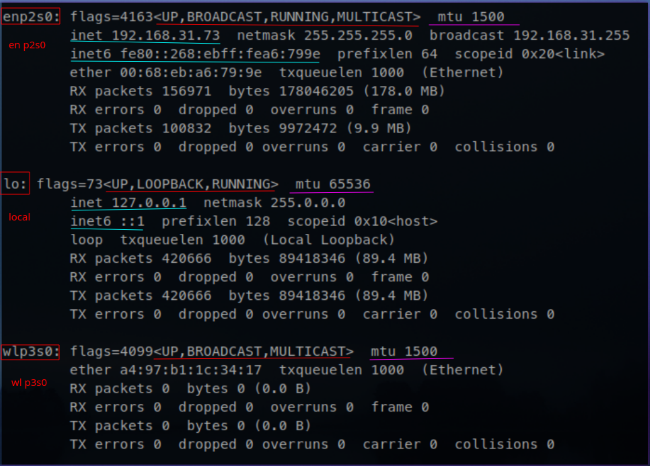 enp2s0: flags=4163<UP,BROADCAST,RUNNING,MULTICAST> mtu 1500
en p2s0
inet 192.168.31.73 netmask 255.255.255.0 broadcast 192.168.31.255
inet6 fe80::268:ebff:fea6:799e prefixlen 64 scopeid 0x20<link>
ether 00:68:eb:a6:79:9e txqueuelen 1000 (Ethernet)
RX packets 156971 bytes 178046205 (178.0 MB)
RX errors 0 dropped 0 overruns 0 frame 0
TX packets 100832 bytes 9972472 (9.9 MB)
TX errors 0 dropped 0 overruns 0 carrier 0 collisions 0
lo: flags=73<UP,LOOPBACK,RUNNING> mtu 65536
local
inet 127.0.0.1 netmask 255.0.0.0
inet6 ::1 prefixlen 128 scopeid 0x10<host>
loop txqueuelen 1000 (Local Loopback)
RX packets 420666 bytes 89418346 (89.4 MB)
RX errors 0 dropped 0 overruns 0 frame 0
TX packets 420666 bytes 89418346 (89.4 MB)
TX errors 0 dropped 0 overruns 0 carrier 0 collisions 0
wlp3s0: flags=4099<UP,BROADCAST,MULTICAST> mtu 1500
wl p3s0
ether a4:97:b1:1c:34:17 txqueuelen 1000 (Ethernet)
RX packets 0 bytes 0 (0.0 B)
RX errors 0 dropped 0 overruns 0 frame 0
TX packets 0 bytes 0 (0.0 B)
TX errors 0 dropped 0 overruns 0 carrier 0 collisions 0